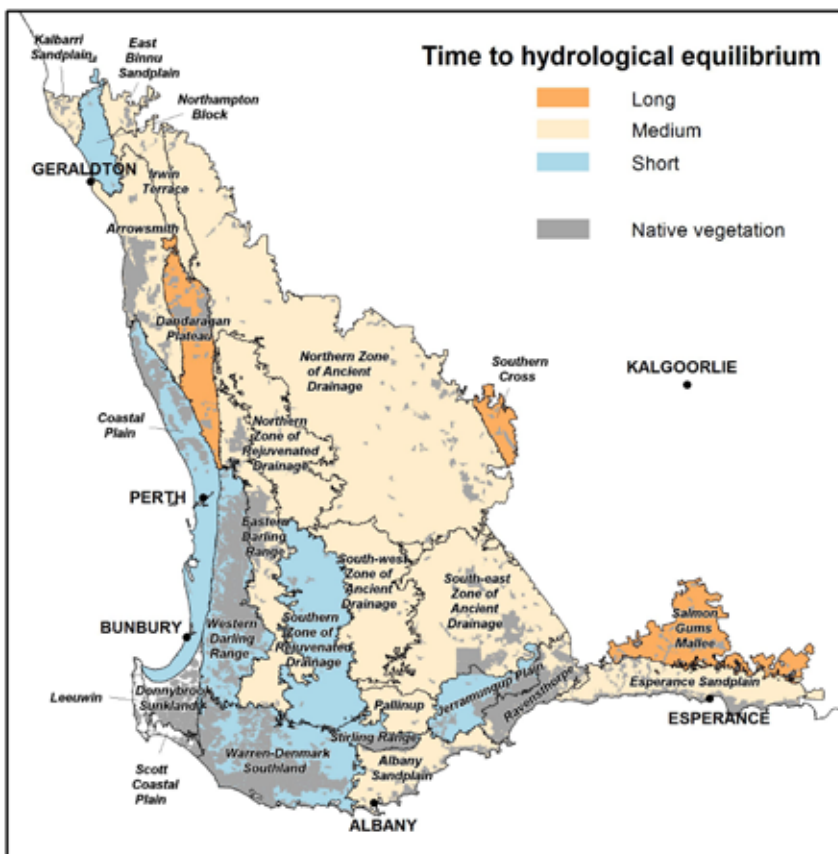 Kalbarri
Sandplain
East
Binnu
Sandplain
Northampton
Block
Time to hydrological equilibrium
Long
Medium
Short
Native vegetation
GERALDTON
Irwin
Terrace
Arrowsmith
Dandaragan
Plateau
Northern Zone
of Ancient
Drainage
Southern
Cross
KALGOORLIE
Coastal
Plain
Northern
Zone of
Rejuvenated
Drainage
PERTH
Eastern
Darling
Range
South-west
Zone of
Ancient
Drainage
South-east
Zone of
Ancient
Drainage
BUNBURY
Western
Darling
Range
Southern
Zone of
Rejuvenated
Drainage
Salmon
Gums
Mallee
Leeuwin
Donnybrook
Sunkland
Jerramungup Plain
Ravensthorpe
Esperance Sandplain
ESPERANCE
Pallinup
Stirling Range
Warren-Denmark
Southland
Albany
Sandplain
Scott
Coastal
Plain
ALBANY